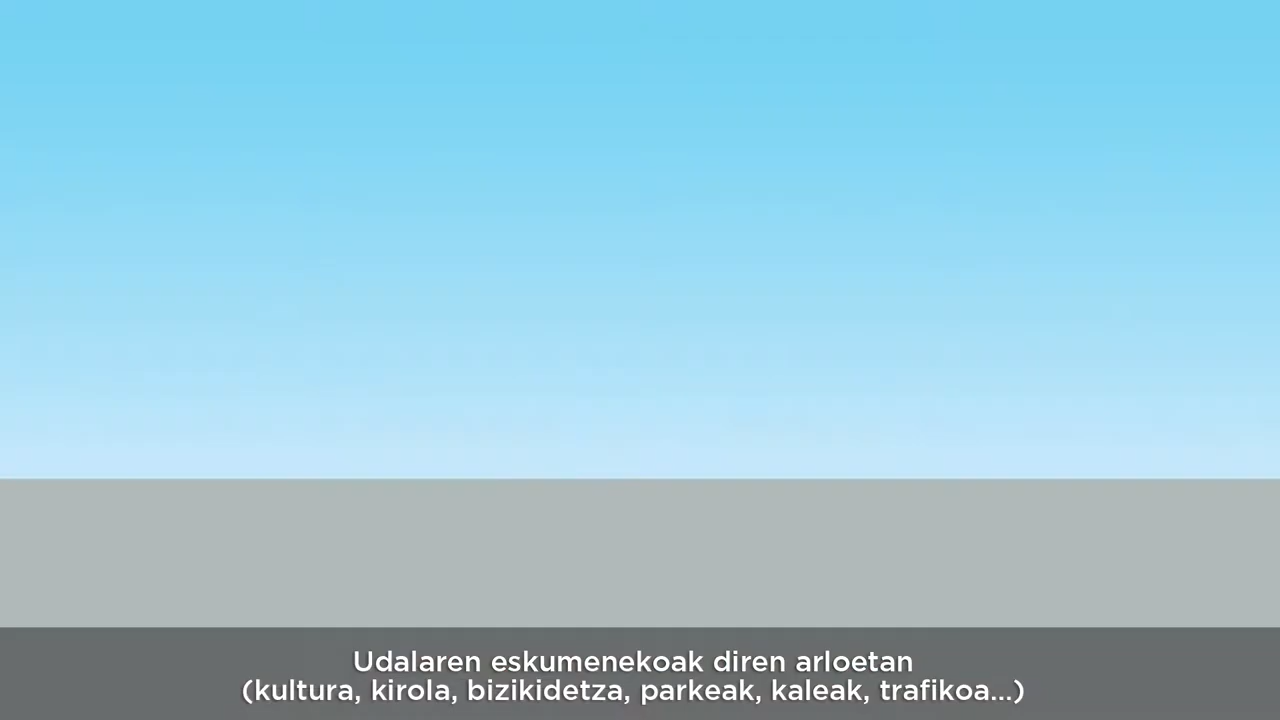 Udalaren eskumenekoak diren arloetan
(kultura, kirola, bizikidetza, parkeak, kaleak, trafikoa...)